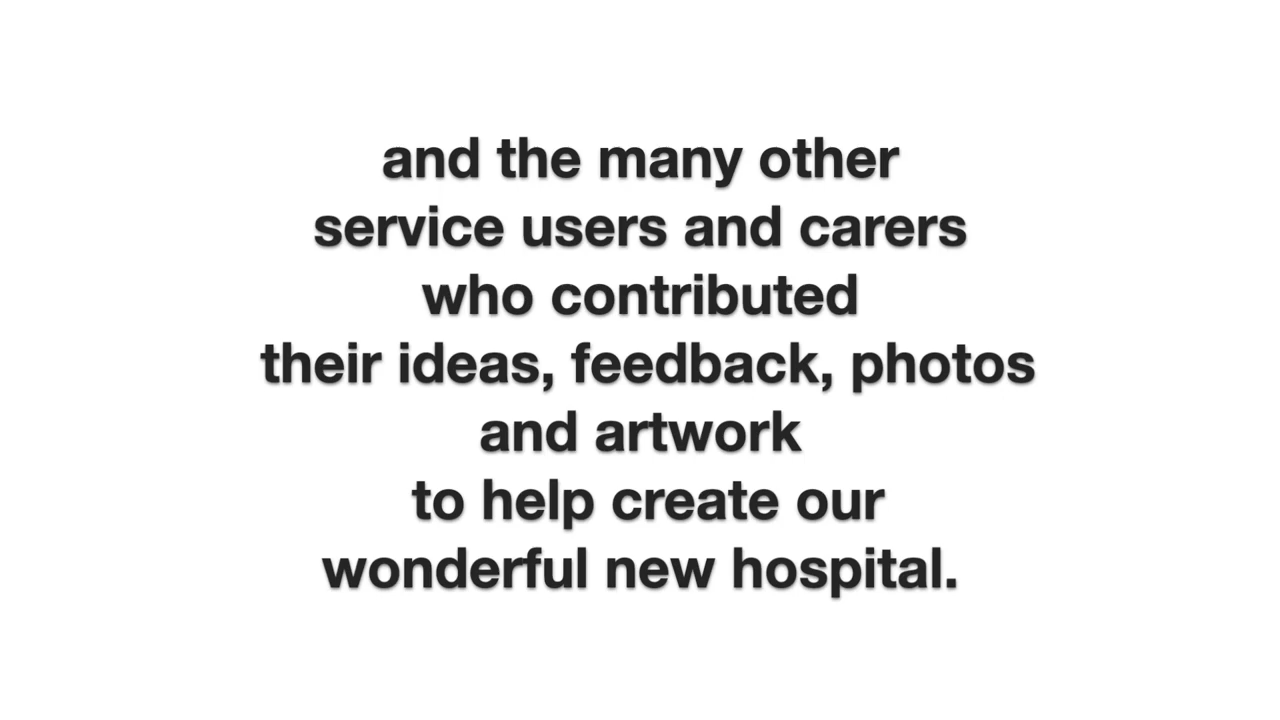 and the many other
service users and carers
who contributed
their ideas, feedback, photos
and artwork
to help create our
wonderful new hospital.